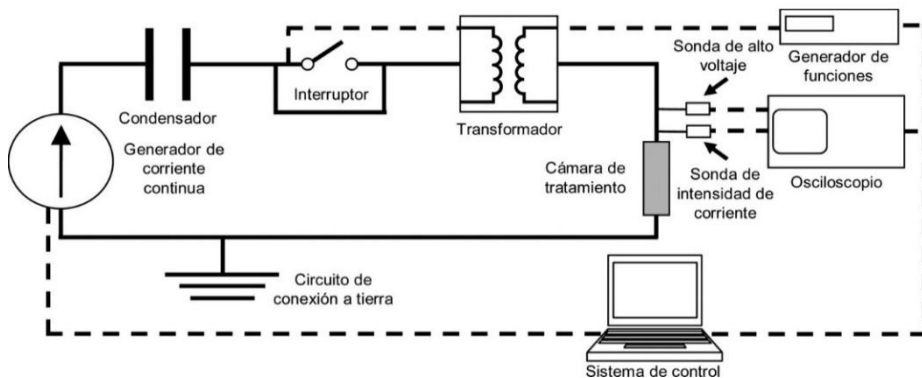 Condensador
Generador de
corriente
continua
Interruptor
Transformador
Sonda de alto
voltaje
Generador de
funciones
Cámara de
tratamiento
Sonda de
intensidad de
corriente
Osciloscopio
Circuito de
conexión a tierra
Sistema de control